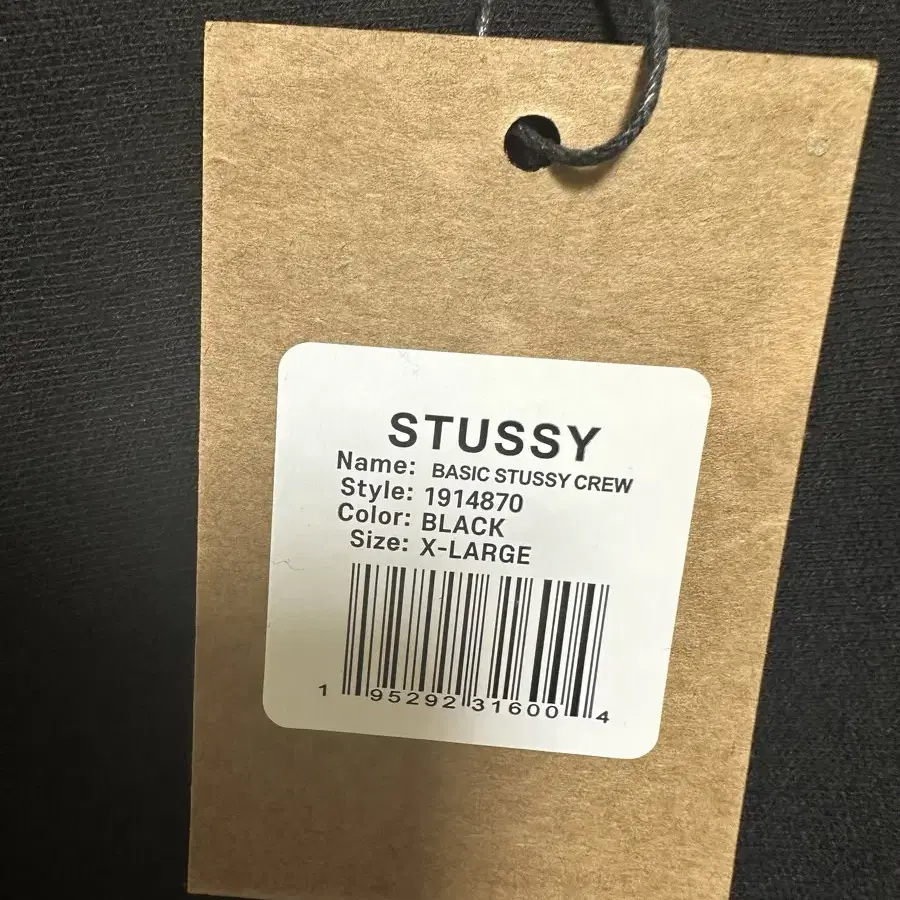 STUSSY
Name: BASIC STUSSY CREW
Style: 1914870
Color: BLACK
Size: X-LARGE
1 95292 31600 4